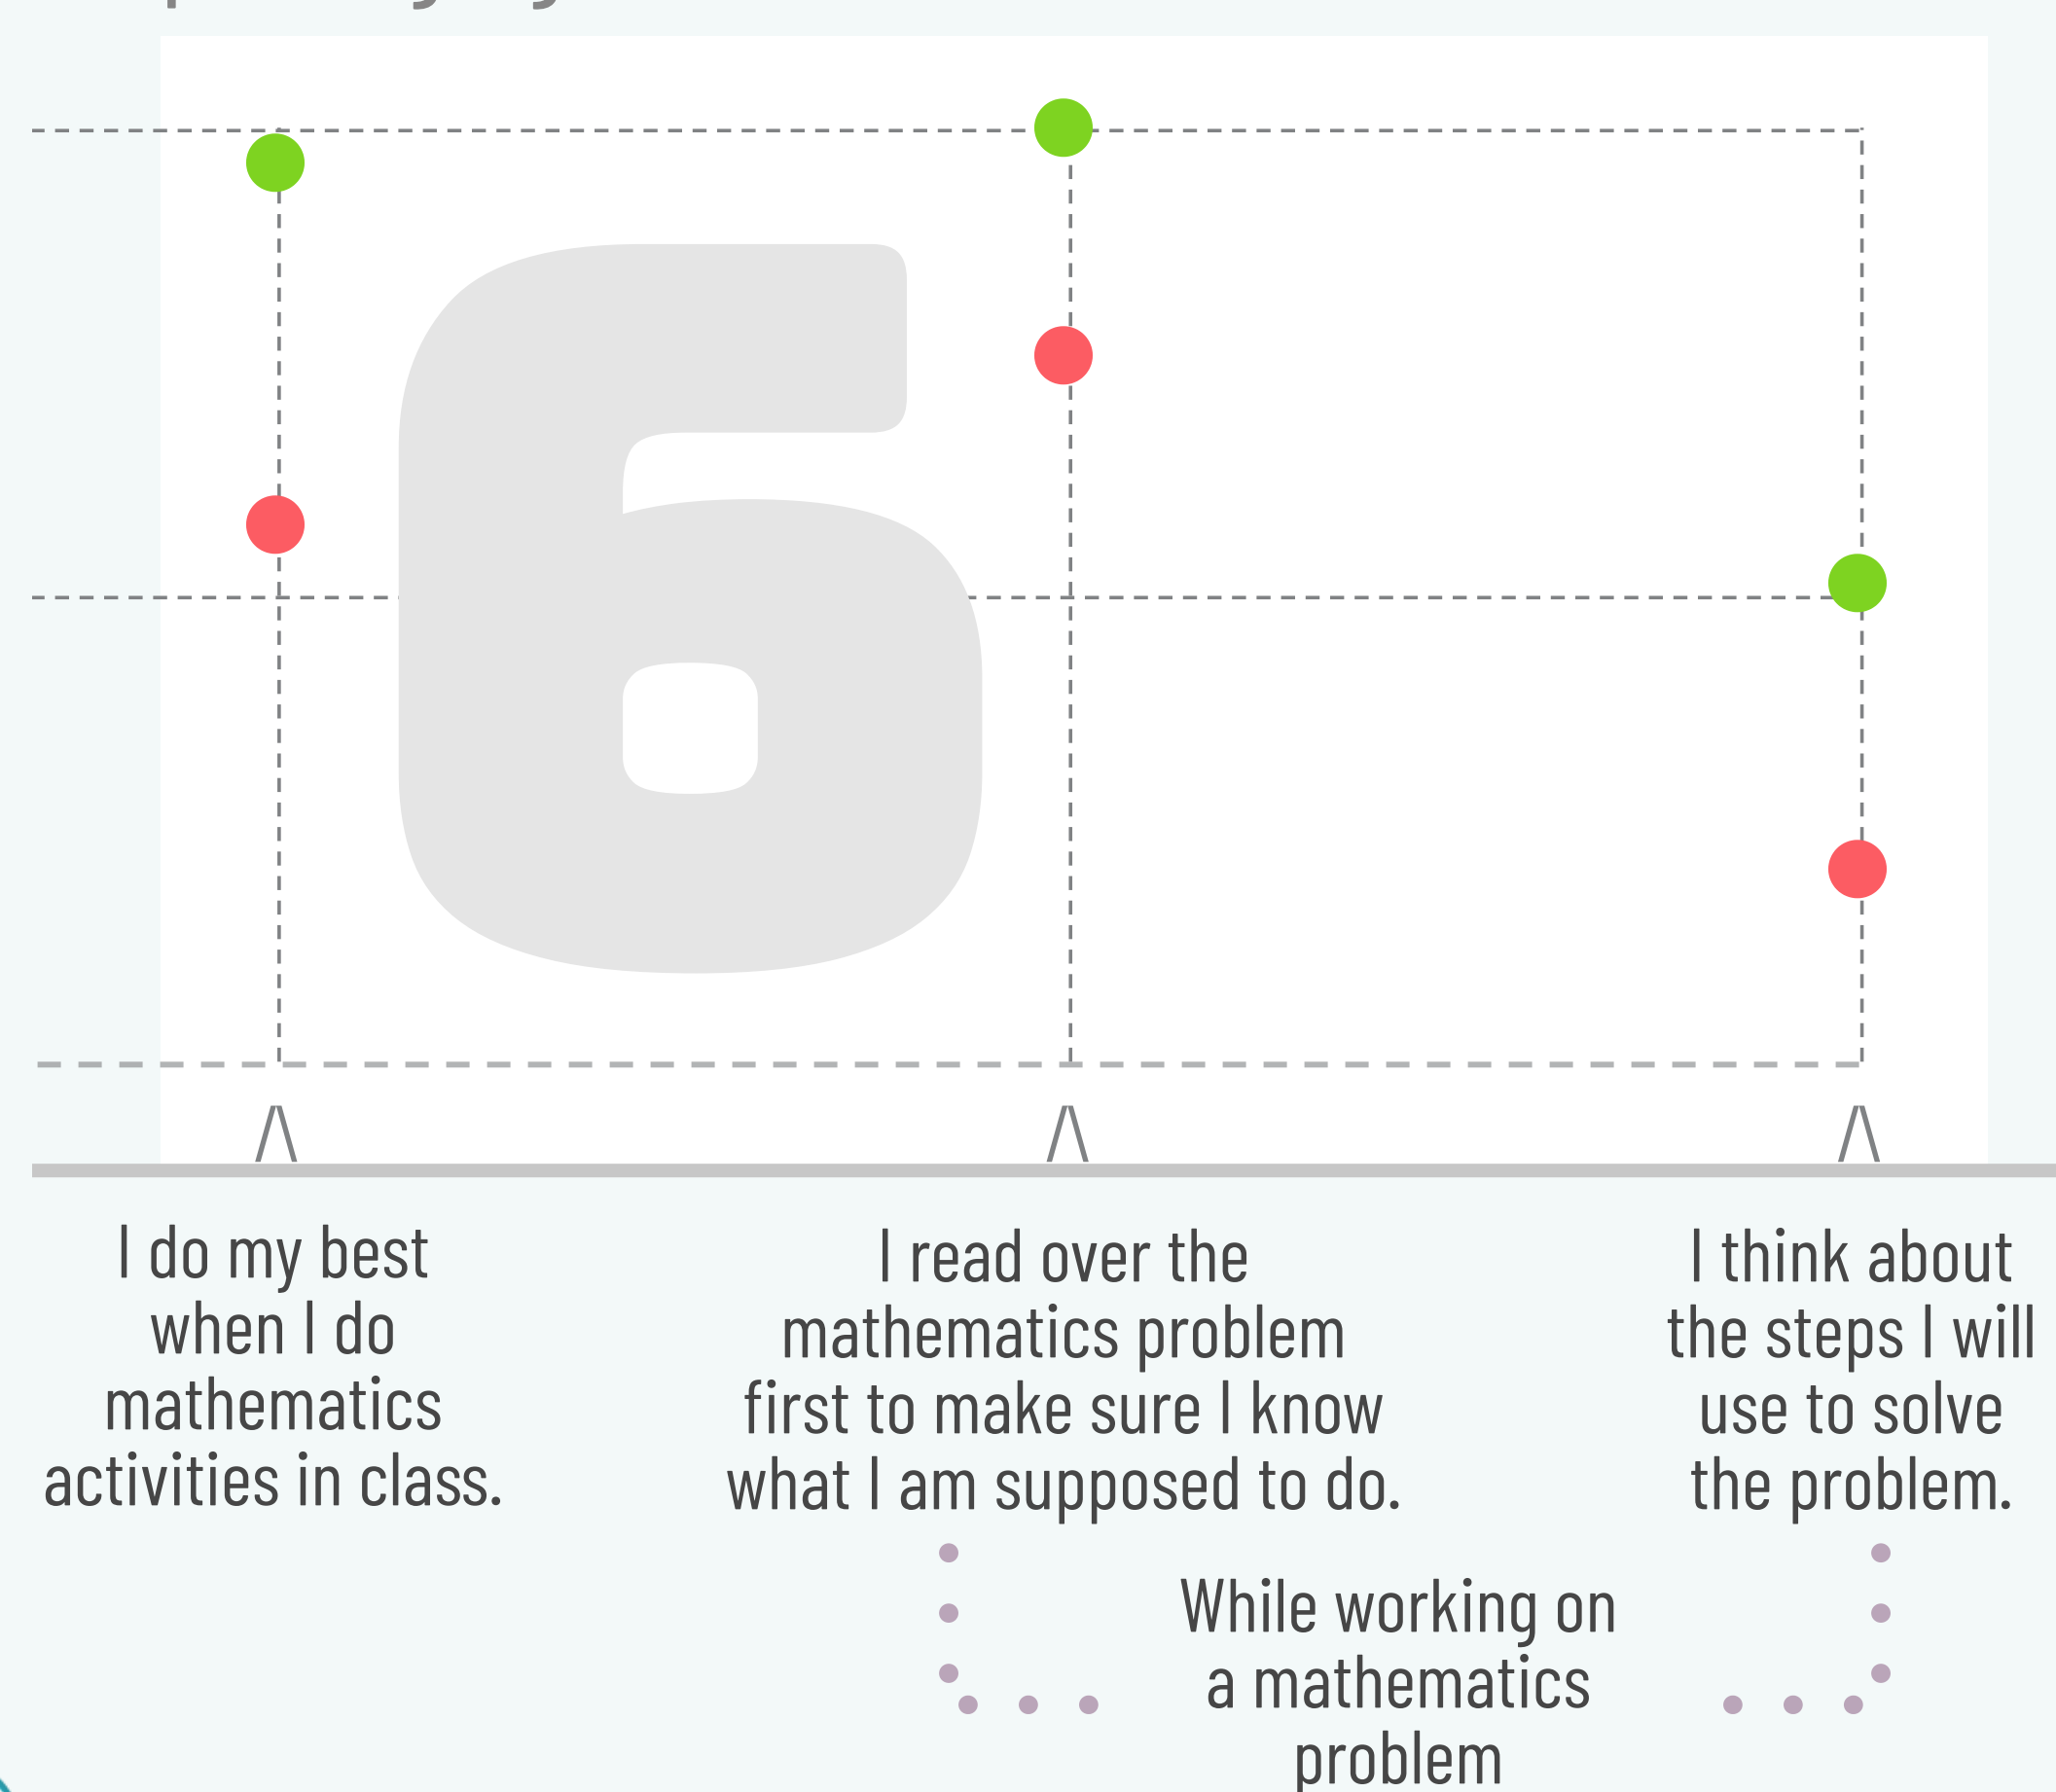 6
I do my best
when I do
mathematics
activities in class.
I read over the
mathematics problem
first to make sure I know
what I am supposed to do.
I think about
the steps I will
use to solve
the problem.
While working on
a mathematics
problem